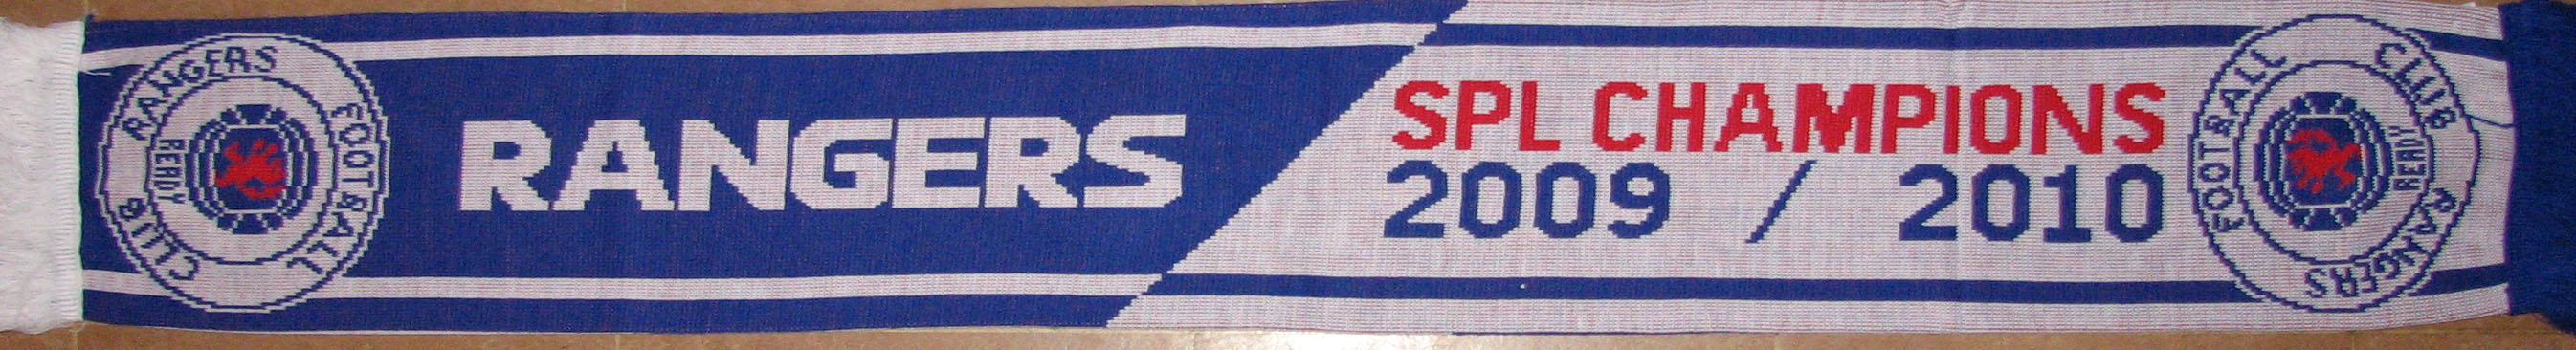 RANGERS FOOTBALL CLUB
READY
RANGERS
SPL CHAMPIONS
2009 / 2010
RANGERS FOOTBALL CLUB
READY